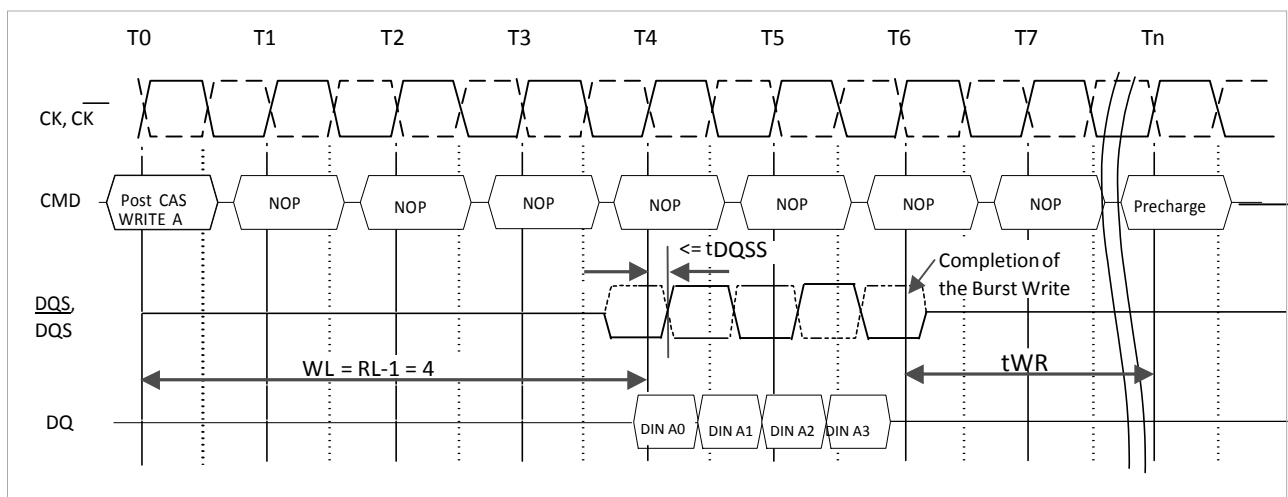 T0 T1 T2 T3 T4 T5 T6 T7 Tn
CK, CK
CMD
Post CAS
WRITE A
NOP NOP NOP NOP NOP NOP NOP Precharge
<= tDQSS
Completion of
the Burst Write
DQS,
DQS
WL = RL-1 = 4
tWR
DQ
DIN A0 DIN A1 DIN A2 DIN A3